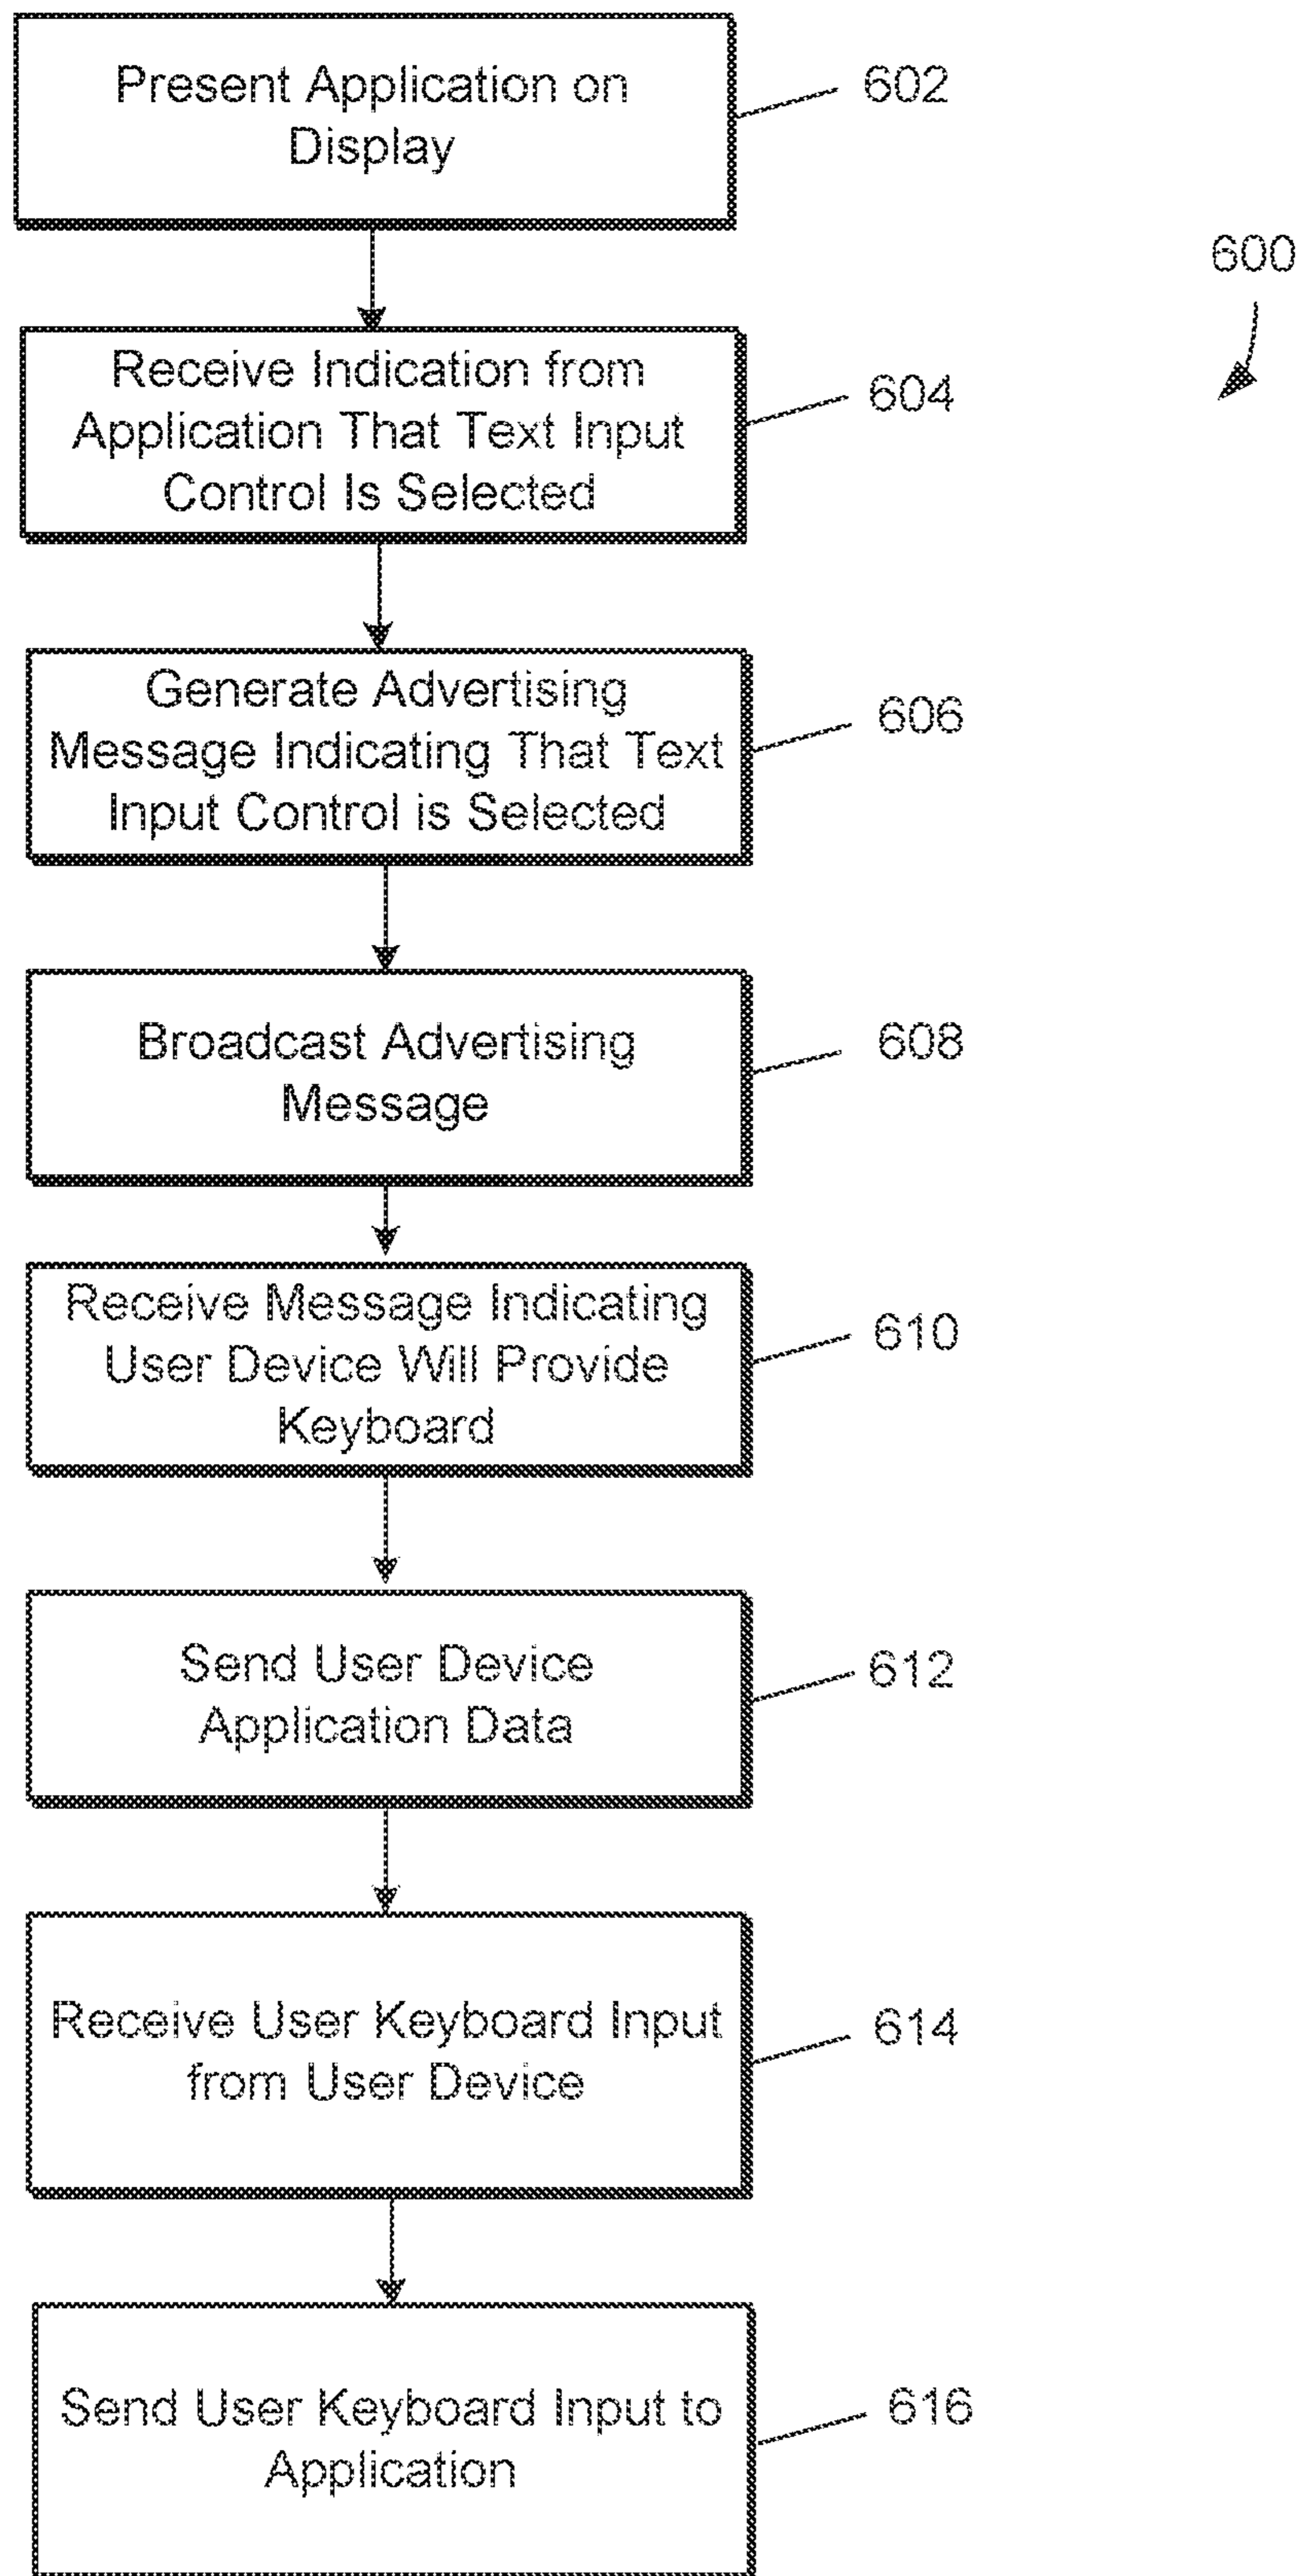 Present Application on
Display
602
600
Receive Indication from
Application That Text Input
Control Is Selected
604
Generate Advertising
Message Indicating That Text
Input Control is Selected
606
Broadcast Advertising
Message
608
Receive Message Indicating
User Device Will Provide
Keyboard
610
Send User Device
Application Data
612
Receive User Keyboard Input
from User Device
614
Send User Keyboard Input to
Application
616